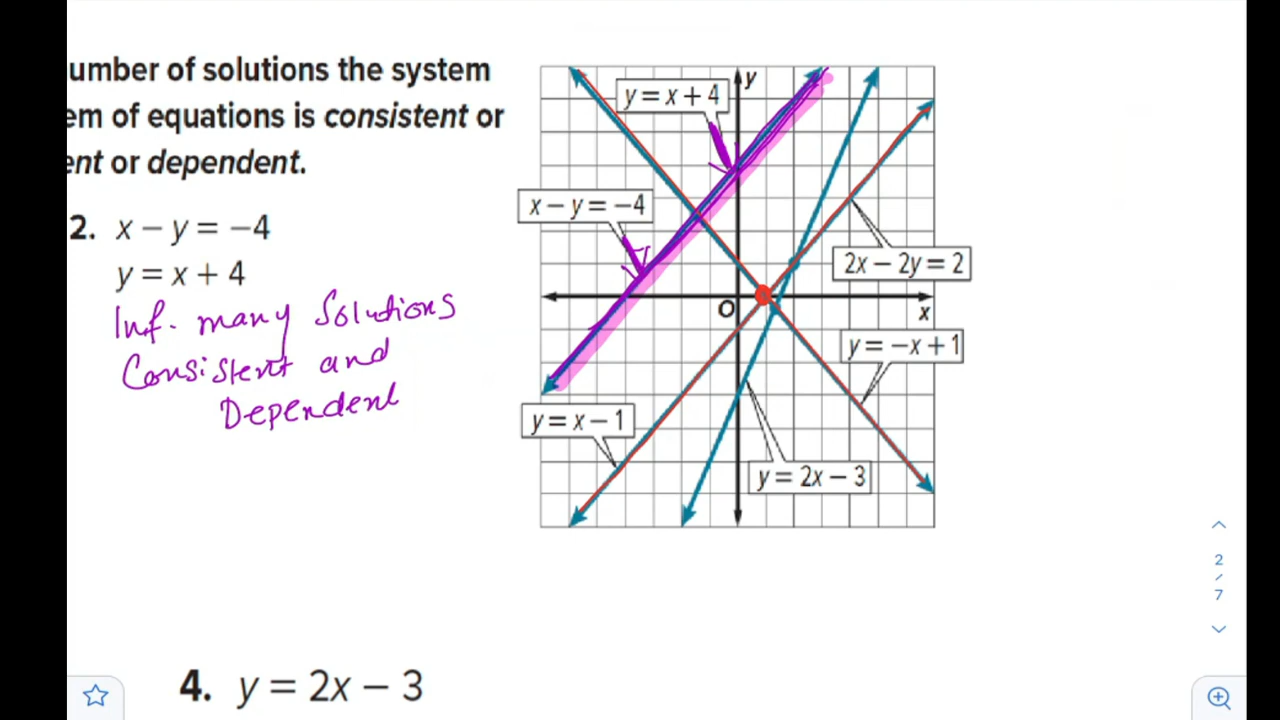 umber of solutions the system
em of equations is consistent or
ent or dependent.
2. x – y = –4
y = x + 4
Inf. many Solutions
Consistent and
Dependent
y
y = x + 4
x – y = –4
2x – 2y = 2
O
x
y = –x + 1
y = x – 1
y = 2x – 3
2
/
7
4. y = 2x – 3